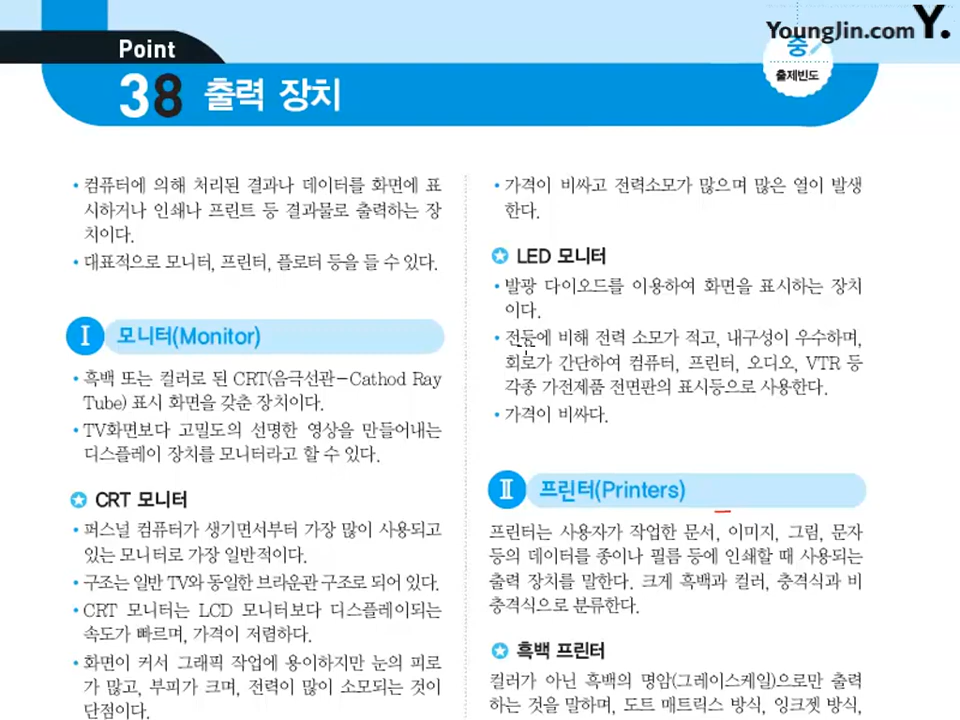 YoungJin.com Y.
Point
38 출력 장치
중
출제빈도
• 컴퓨터에 의해 처리된 결과나 데이터를 화면에 표
시하거나 인쇄나 프린트 등 결과물로 출력하는 장
치이다.
• 대표적으로 모니터, 프린터, 플로터 등을 들 수 있다.
Ⅰ 모니터(Monitor)
• 흑백 또는 컬러로 된 CRT(음극선관-Cathod Ray
Tube) 표시 화면을 갖춘 장치이다.
• TV화면보다 고밀도의 선명한 영상을 만들어내는
디스플레이 장치를 모니터라고 할 수 있다.
CRT 모니터
• 퍼스널 컴퓨터가 생기면서부터 가장 많이 사용되고
있는 모니터로 가장 일반적이다.
• 구조는 일반 TV와 동일한 브라운관 구조로 되어 있다.
• CRT 모니터는 LCD 모니터보다 디스플레이되는
속도가 빠르며, 가격이 저렴하다.
• 화면이 커서 그래픽 작업에 용이하지만 눈의 피로
가 많고, 부피가 크며, 전력이 많이 소모되는 것이
단점이다.
• 가격이 비싸고 전력소모가 많으며 많은 열이 발생
한다.
LED 모니터
• 발광 다이오드를 이용하여 화면을 표시하는 장치
이다.
• 전등에 비해 전력 소모가 적고, 내구성이 우수하며,
회로가 간단하여 컴퓨터, 프린터, 오디오, VTR 등
각종 가전제품 전면판의 표시등으로 사용한다.
• 가격이 비싸다.
Ⅱ 프린터(Printers)
프린터는 사용자가 작업한 문서, 이미지, 그림, 문자
등의 데이터를 종이나 필름 등에 인쇄할 때 사용되는
출력 장치를 말한다. 크게 흑백과 컬러, 충격식과 비
충격식으로 분류한다.
흑백 프린터
컬러가 아닌 흑백의 명암(그레이스케일)으로만 출력
하는 것을 말하며, 도트 매트릭스 방식, 잉크젯 방식,